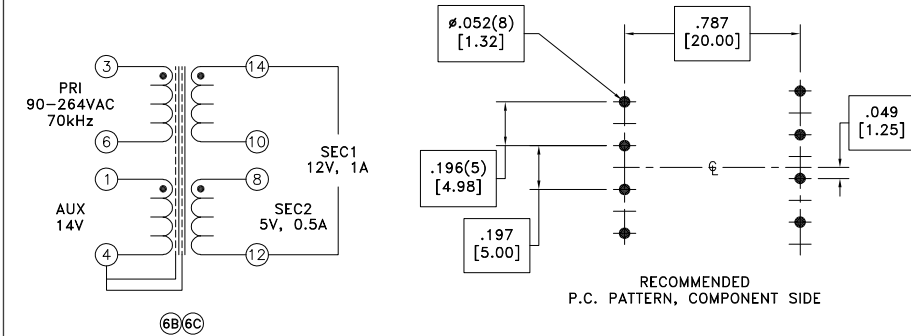 3
PRI
90-264VAC
70kHz
6
1
AUX
14V
4
14
10
SEC1
12V, 1A
8
SEC2
5V, 0.5A
12
6B 6C
ø.052(8)
[1.32]
.787
[20.00]
.049
[1.25]
.196(5)
[4.98]
.197
[5.00]
℄
RECOMMENDED
P.C. PATTERN, COMPONENT SIDE